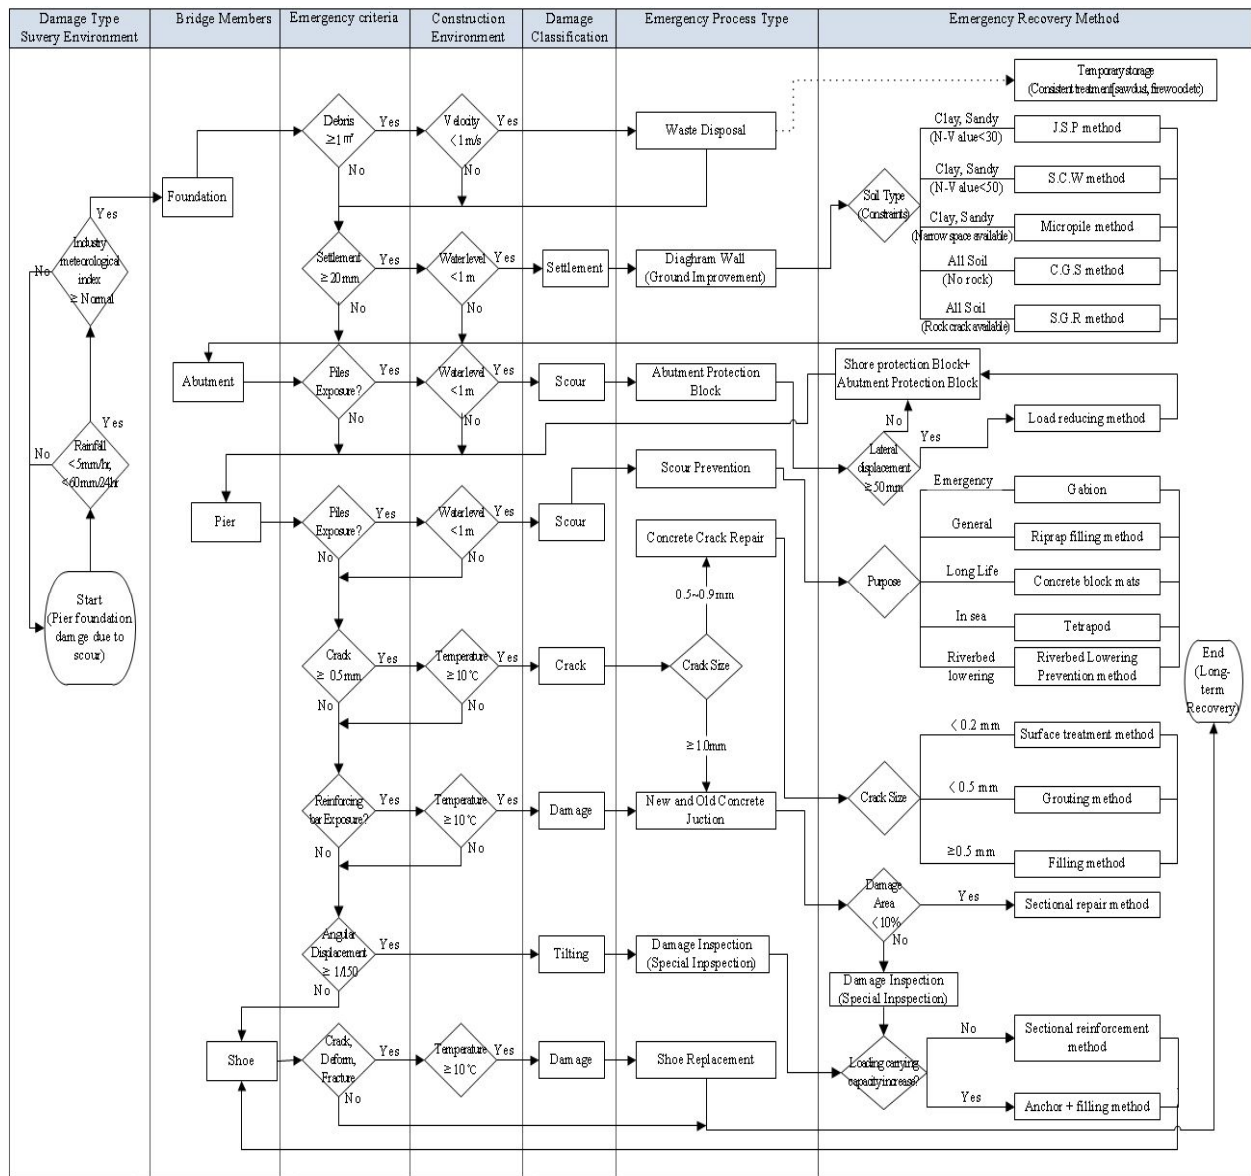 Damage Type
Suvery Environment
Bridge Members
Emergency criteria
Construction
Environment
Damage
Classification
Emergency Process Type
Emergency Recovery Method
Temporary storage
(Consistent treatment[sawdust, firewood etc)
Debris
≥1㎥
Yes
Velocity
<1m/s
Yes
Waste Disposal
No
No
Clay, Sandy
(N-Value<30)
J.S.P method
Clay, Sandy
(N-Value<50)
S.C.W method
Soil Type
(Constraints)
Clay, Sandy
(Narrow space available)
Micropile method
All Soil
(No rock)
C.G.S method
All Soil
(Rock crack available)
S.G.R method
Foundation
Yes
Industry
meteorological
index
≥ Normal
No
Settlement
≥20mm
Yes
Water level
<1m
Yes
Settlement
Diaghram Wall
(Ground Improvement)
No
No
Abutment
Piles
Exposure?
Yes
Water level
<1m
Yes
Scour
Abutment Protection
Block
No
No
Shore protection Block+
Abutment Protection Block
No
Yes
Load reducing method
Lateral
displacement
≥50mm
Yes
No
Rainfall
<5mm/hr,
<60mm/24hr
Start
(Pier foundation
damge due to
scour)
Pier
Piles
Exposure?
Yes
Water level
<1m
Yes
Scour
Scour Prevention
No
No
Concrete Crack Repair
0.5~0.9mm
Purpose
Emergency
Gabion
General
Riprap filling method
Long Life
Concrete block mats
In sea
Tetrapod
Riverbed
lowering
Riverbed Lowering
Prevention method
End
(Long-
term
Recovery)
Crack
≥ 0.5mm
Yes
Temperature
≥10℃
Yes
Crack
Crack Size
No
No
≥1.0mm
Crack Size
< 0.2 mm
Surface treatment method
< 0.5 mm
Grouting method
≥0.5 mm
Filling method
Reinforcing
bar Exposure?
Yes
Temperature
≥10℃
Yes
Damage
New and Old Concrete
Juction
No
No
Damage
Area
<10%
Yes
Sectional repair method
No
Damage Inspection
(Special Inpspection)
Angular
Displacement
≥ 1/150
Yes
Tilting
Damage Inspection
(Special Inpspection)
No
Shoe
Crack,
Deform,
Fracture
Yes
Temperature
≥10℃
Yes
Damage
Shoe Replacement
No
Loading carrying
capacity increase?
No
Sectional reinforcement
method
Yes
Anchor + filling method